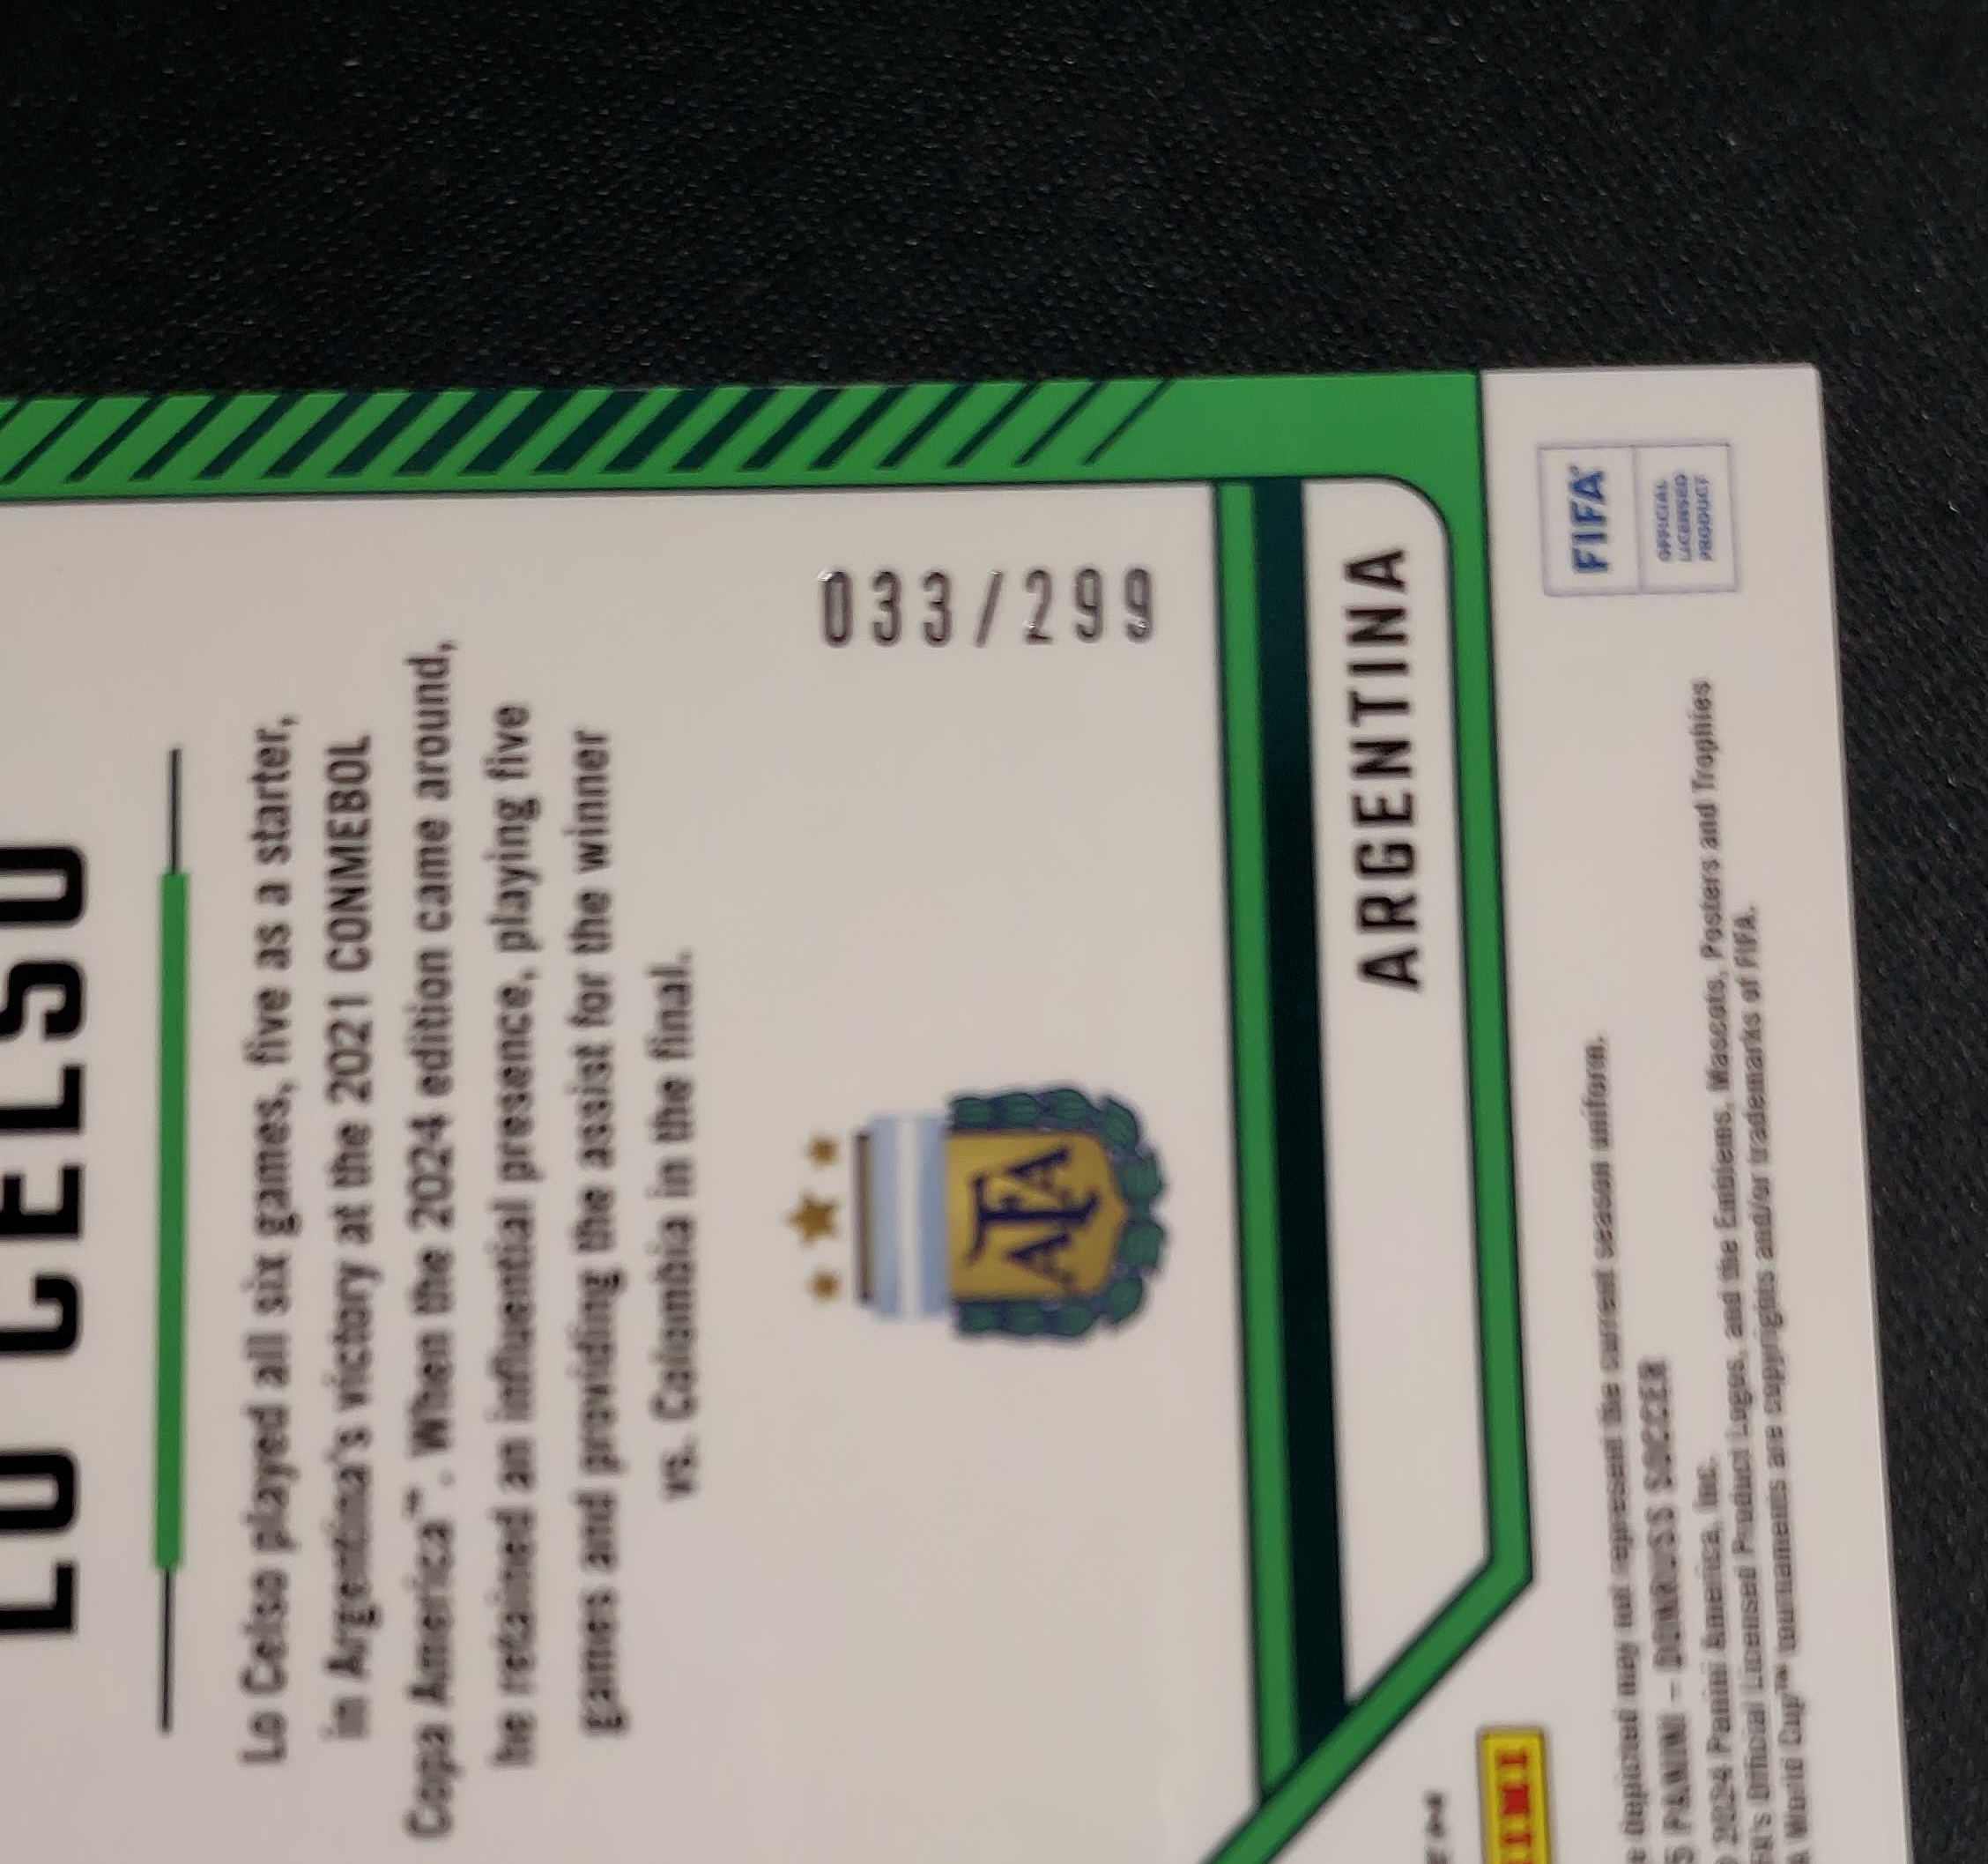 LO CELSO
Lo Celso played all six games, five as a starter,
in Argentina's victory at the 2021 CONMEBOL
Copa America™. When the 2024 edition came around,
he retained an influential presence, playing five
games and providing the assist for the winner
vs. Colombia in the final.
033/299
AFA
ARGENTINA
FIFA
OFFICIAL
LICENSED
PRODUCT
depicted may not represent the current season uniform.
5 PANINI – DONRUSS SOCCER
2024 Panini America, Inc.
FIFA's Official Licensed Product Logos, and the Emblems, Mascots, Posters and Trophies
World Cup™ tournaments are copyrights and/or trademarks of FIFA.